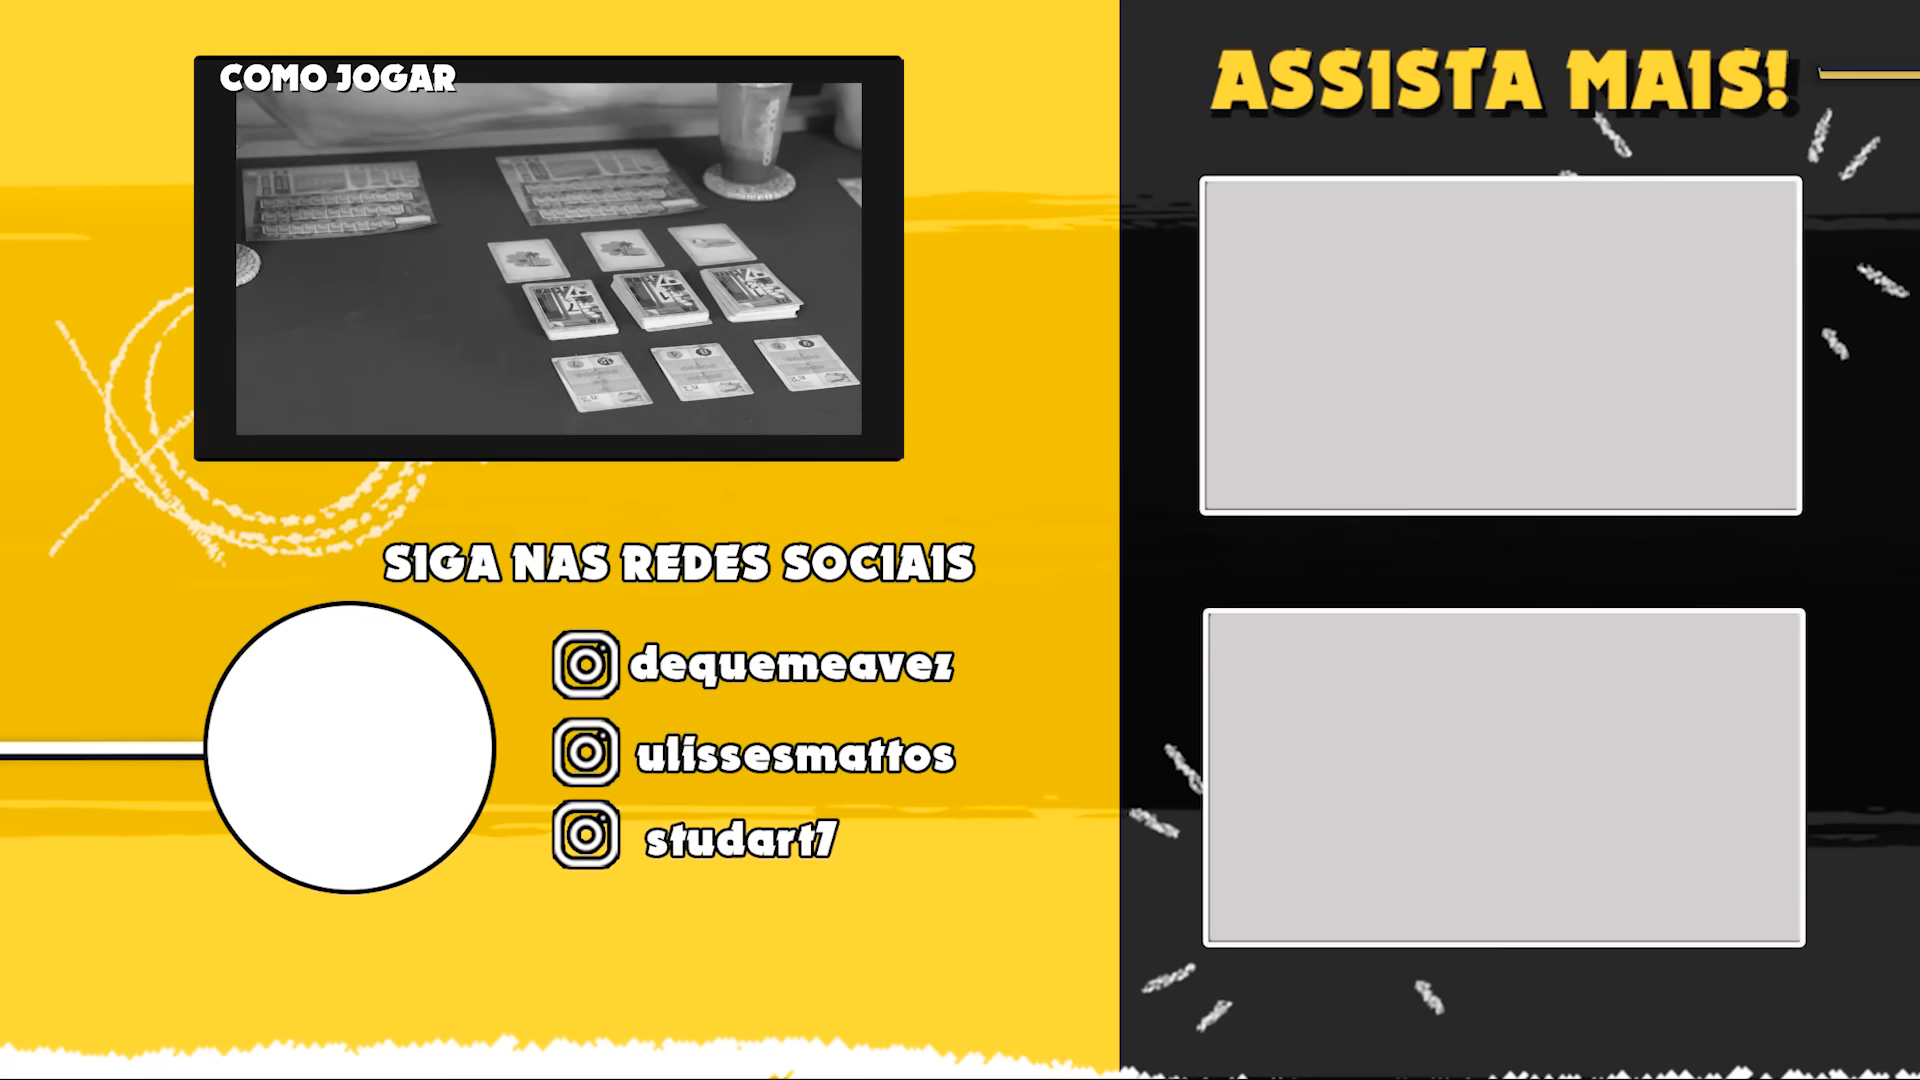 COMO JOGAR
ASSISTA MAIS!
SIGA NAS REDES SOCIAIS
dequemeavez
ulissesmattos
studart7